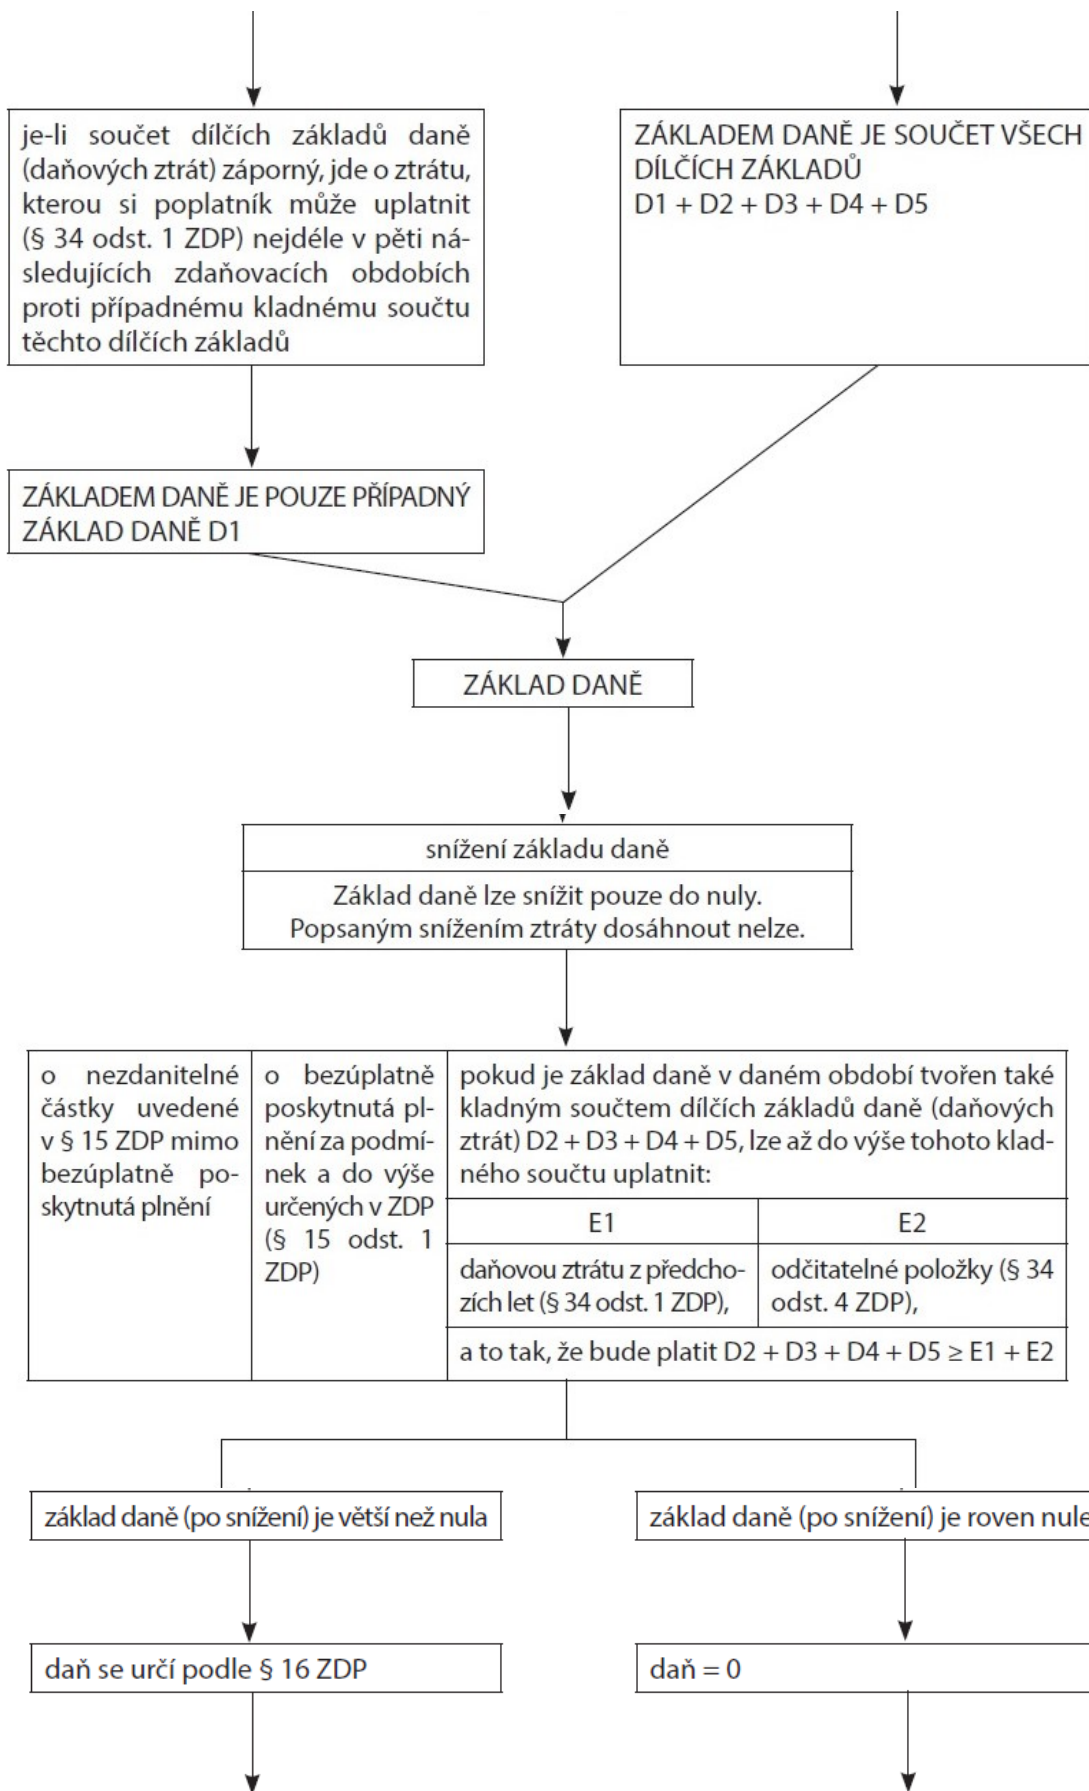 je-li součet dílčích základů daně
(daňových ztrát) záporný, jde o ztrátu,
kterou si poplatník může uplatnit
(§ 34 odst. 1 ZDP) nejdéle v pěti ná-
sledujících zdaňovacích obdobích
proti případnému kladnému součtu
těchto dílčích základů
ZÁKLADEM DANĚ JE SOUČET VŠECH
DÍLČÍCH ZÁKLADŮ
D1 + D2 + D3 + D4 + D5
ZÁKLADEM DANĚ JE POUZE PŘÍPADNÝ
ZÁKLAD DANĚ D1
ZÁKLAD DANĚ
snížení základu daně
Základ daně lze snížit pouze do nuly.
Popsaným snížením ztráty dosáhnout nelze.
o nezdanitelné
částky uvedené
v § 15 ZDP mimo
bezúplatně po-
skytnutá plnění
o bezúplatně
poskytnutá pl-
nění za podmí-
nek a do výše
určených v ZDP
(§ 15 odst. 1
ZDP)
pokud je základ daně v daném období tvořen také
kladným součtem dílčích základů daně (daňových
ztrát) D2 + D3 + D4 + D5, lze až do výše tohoto klad-
ného součtu uplatnit:
E1
E2
daňovou ztrátu z předcho-
zích let (§ 34 odst. 1 ZDP),
odčitatelné položky (§ 34
odst. 4 ZDP),
a to tak, že bude platit D2 + D3 + D4 + D5 ≥ E1 + E2
základ daně (po snížení) je větší než nula
základ daně (po snížení) je roven nule
daň se určí podle § 16 ZDP
daň = 0